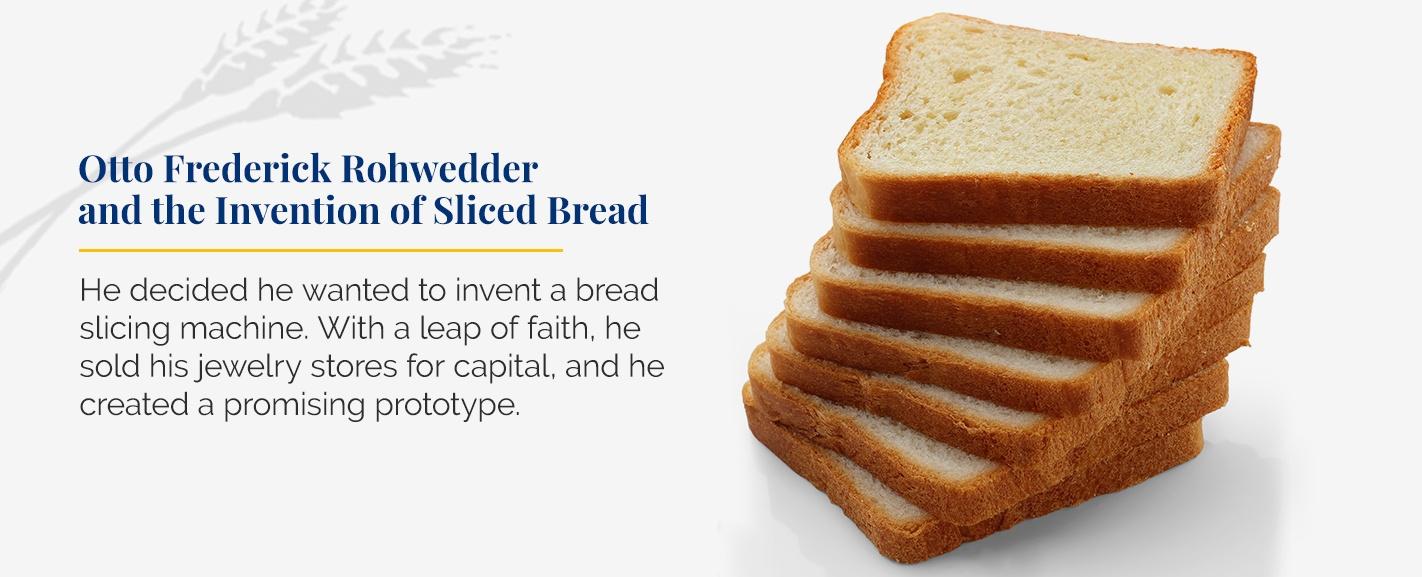 Otto Frederick Rohwedder
and the Invention of Sliced Bread
He decided he wanted to invent a bread
slicing machine. With a leap of faith, he
sold his jewelry stores for capital, and he
created a promising prototype.